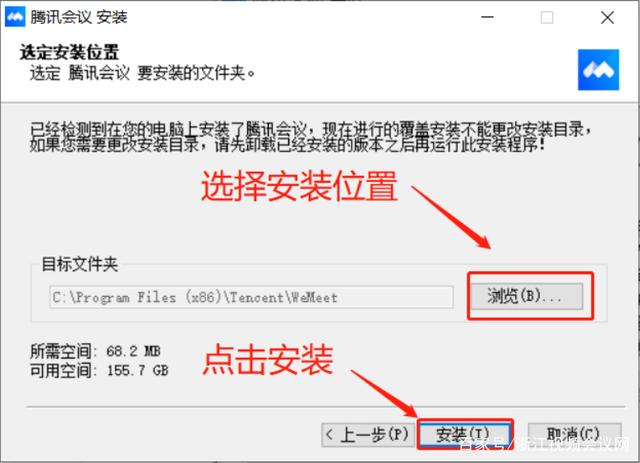 腾讯会议 安装
选定安装位置
选定 腾讯会议 要安装的文件夹。
已经检测到在您的电脑上安装了腾讯会议，现在进行的覆盖安装不能更改安装目录，
如果您需要更改安装目录，请先卸载已经安装的版本之后再运行此安装程序！
选择安装位置
目标文件夹
C:\Program Files (x86)\Tencent\WeMeet
浏览(B)...
所需空间: 68.2 MB
可用空间: 155.7 GB
点击安装
< 上一步(P)
安装(I)
取消(C)
百家号/浙江视频会议网